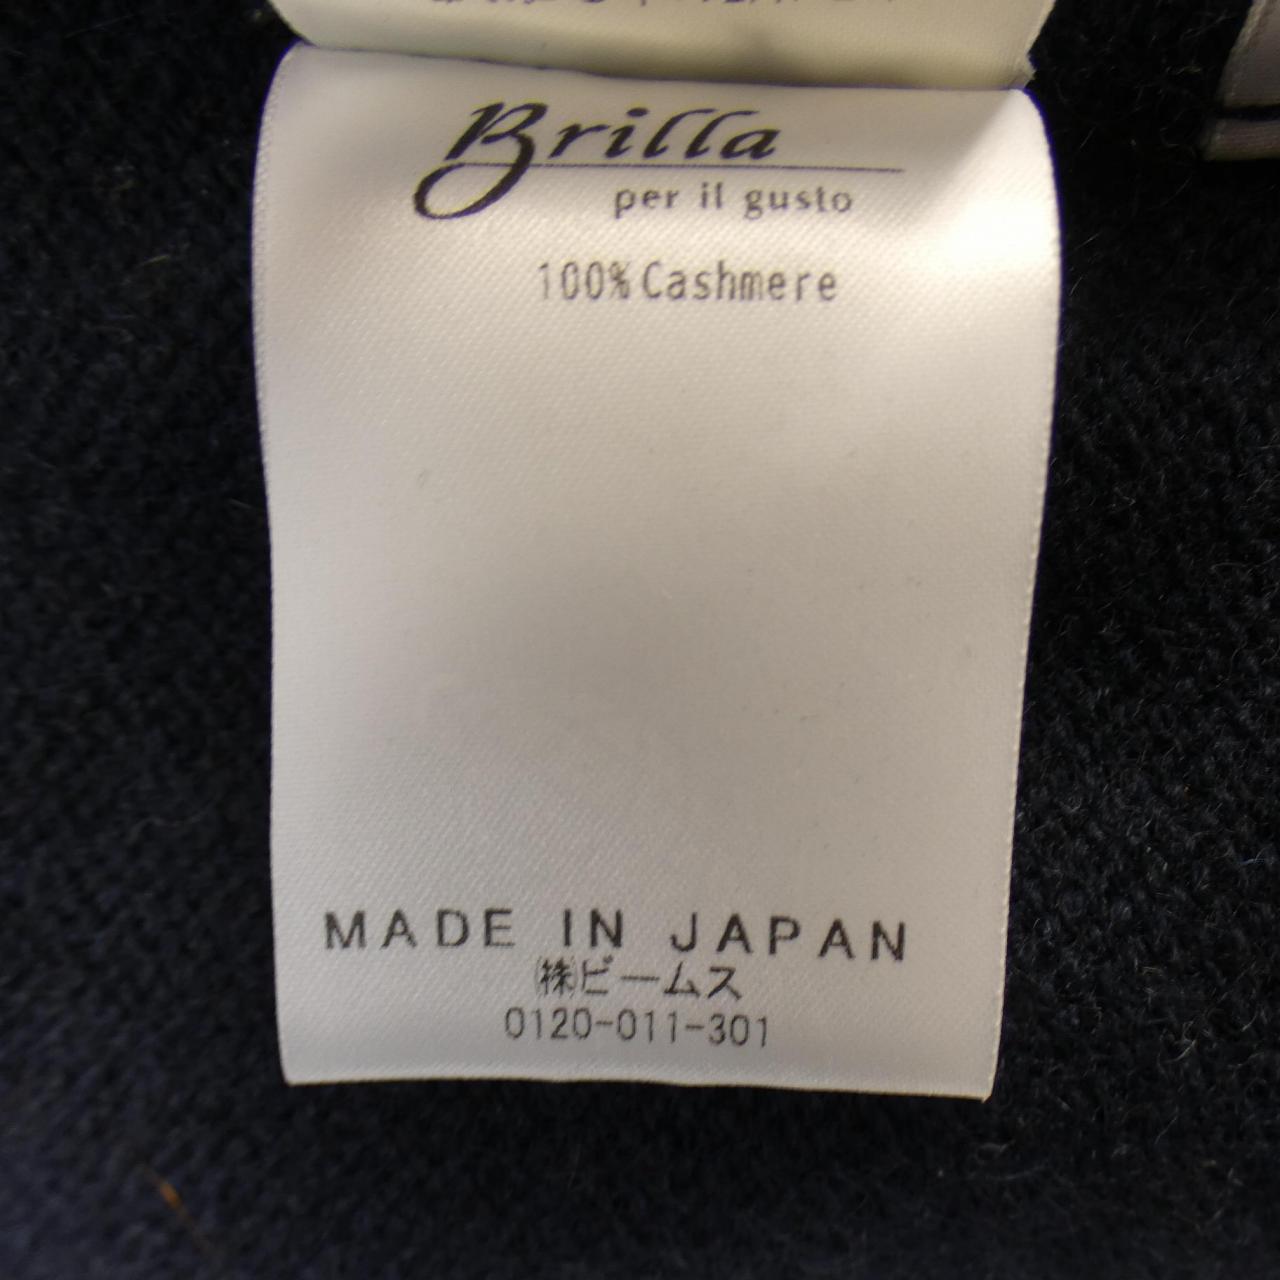 Brilla
per il gusto
100% Cashmere
MADE IN JAPAN
㈱ビームス
0120-011-301